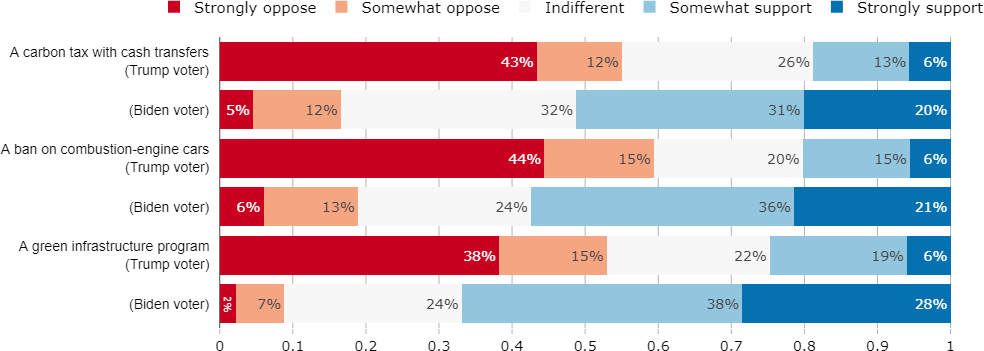 Strongly oppose Somewhat oppose Indifferent Somewhat support Strongly support
A carbon tax with cash transfers
(Trump voter) 43% 12% 26% 13% 6%
(Biden voter) 5% 12% 32% 31% 20%
A ban on combustion-engine cars
(Trump voter) 44% 15% 20% 15% 6%
(Biden voter) 6% 13% 24% 36% 21%
A green infrastructure program
(Trump voter) 38% 15% 22% 19% 6%
(Biden voter) 2% 7% 24% 38% 28%
0 0.1 0.2 0.3 0.4 0.5 0.6 0.7 0.8 0.9 1